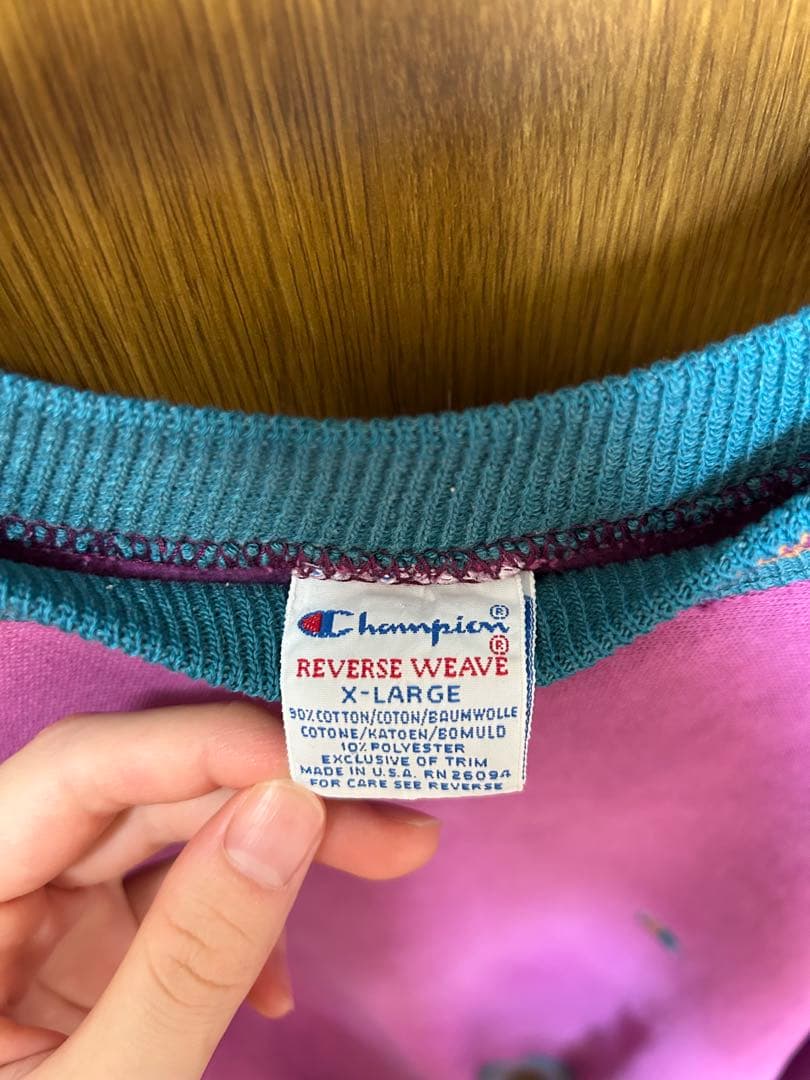 Champion®
REVERSE WEAVE®
X-LARGE
90% COTTON/COTON/BAUMWOLLE
COTONE/KATOEN/BOMULD
10% POLYESTER
EXCLUSIVE OF TRIM
MADE IN U.S.A. RN 26094
FOR CARE SEE REVERSE